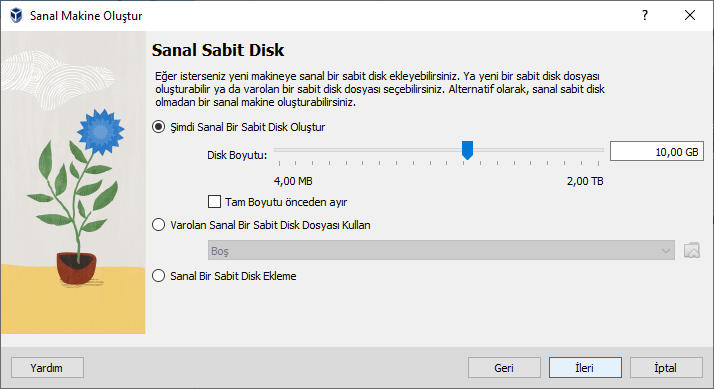 Sanal Makine Oluştur
Sanal Sabit Disk
Eğer isterseniz yeni makineye sanal bir sabit disk ekleyebilirsiniz. Ya yeni bir sabit disk dosyası
oluşturabilir ya da varolan bir sabit disk dosyası seçebilirsiniz. Alternatif olarak, sanal sabit disk
olmadan bir sanal makine oluşturabilirsiniz.
Şimdi Sanal Bir Sabit Disk Oluştur
Disk Boyutu:
10,00 GB
4,00 MB
2,00 TB
Tam Boyutu önceden ayır
Varolan Sanal Bir Sabit Disk Dosyası Kullan
Boş
Sanal Bir Sabit Disk Ekleme
Yardım
Geri
İleri
İptal